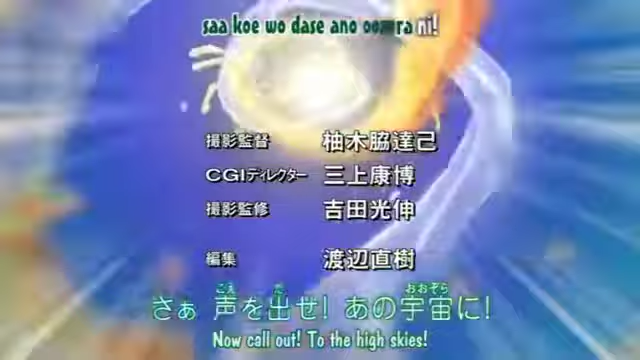 saa koe wo dase ano oozora ni!
撮影監督 柚木脇達己
CGIディレクター 三上康博
撮影監修 吉田光伸
編集 渡辺直樹
こえ だ おおぞら
さぁ 声を出せ! あの宇宙に!
Now call out! To the high skies!